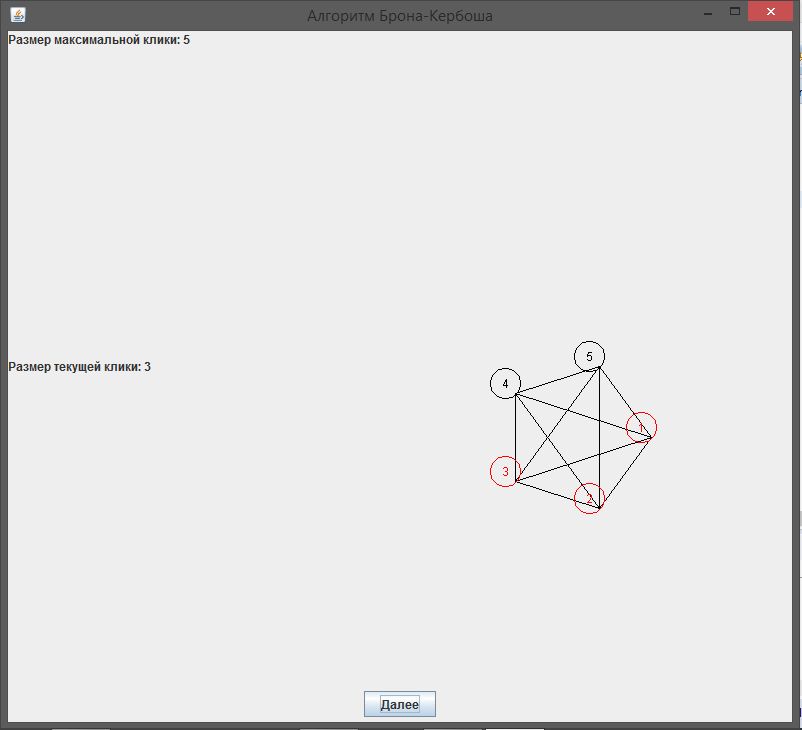 Алгоритм Брона-Кербоша
Размер максимальной клики: 5
Размер текущей клики: 3
5
4
1
3
2
Далее